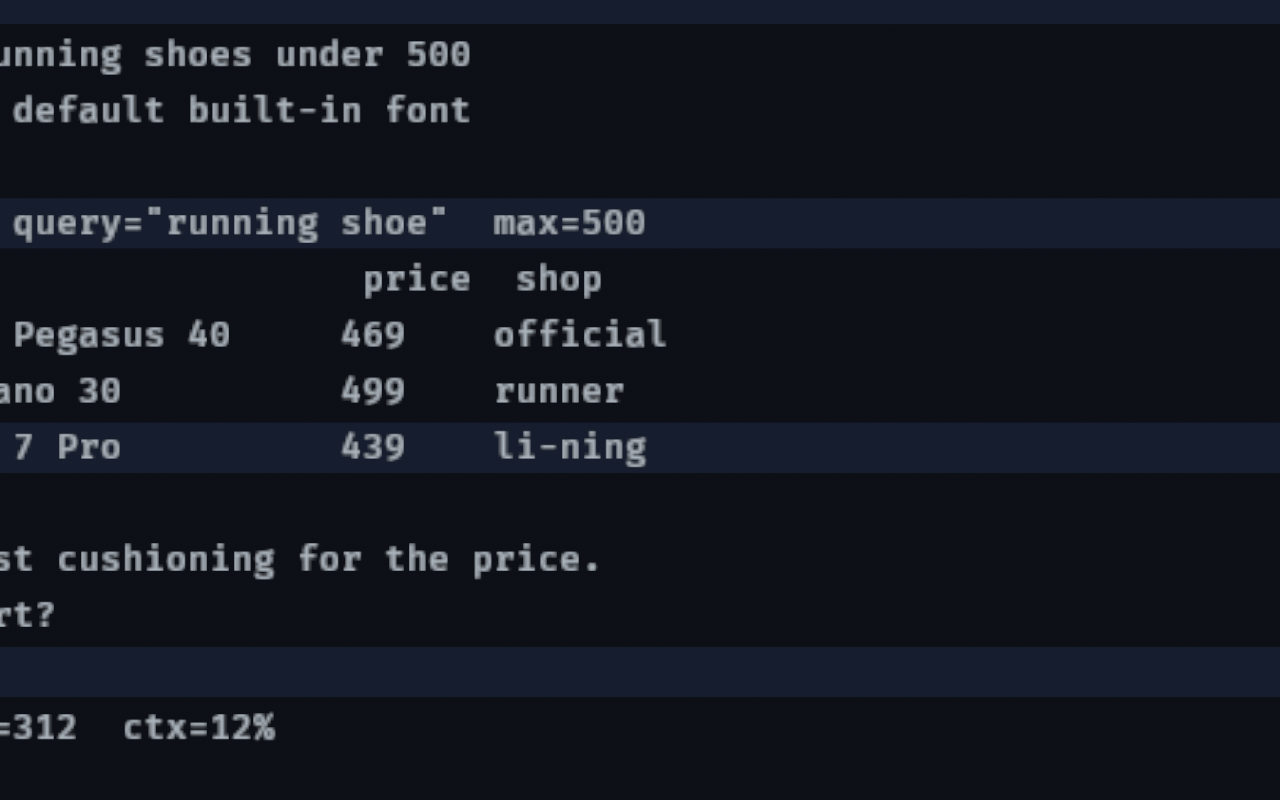 unning shoes under 500
default built-in font
query="running shoe"  max=500
price  shop
Pegasus 40     469    official
ano 30          499    runner
7 Pro          439    li-ning
st cushioning for the price.
rt?
=312  ctx=12%